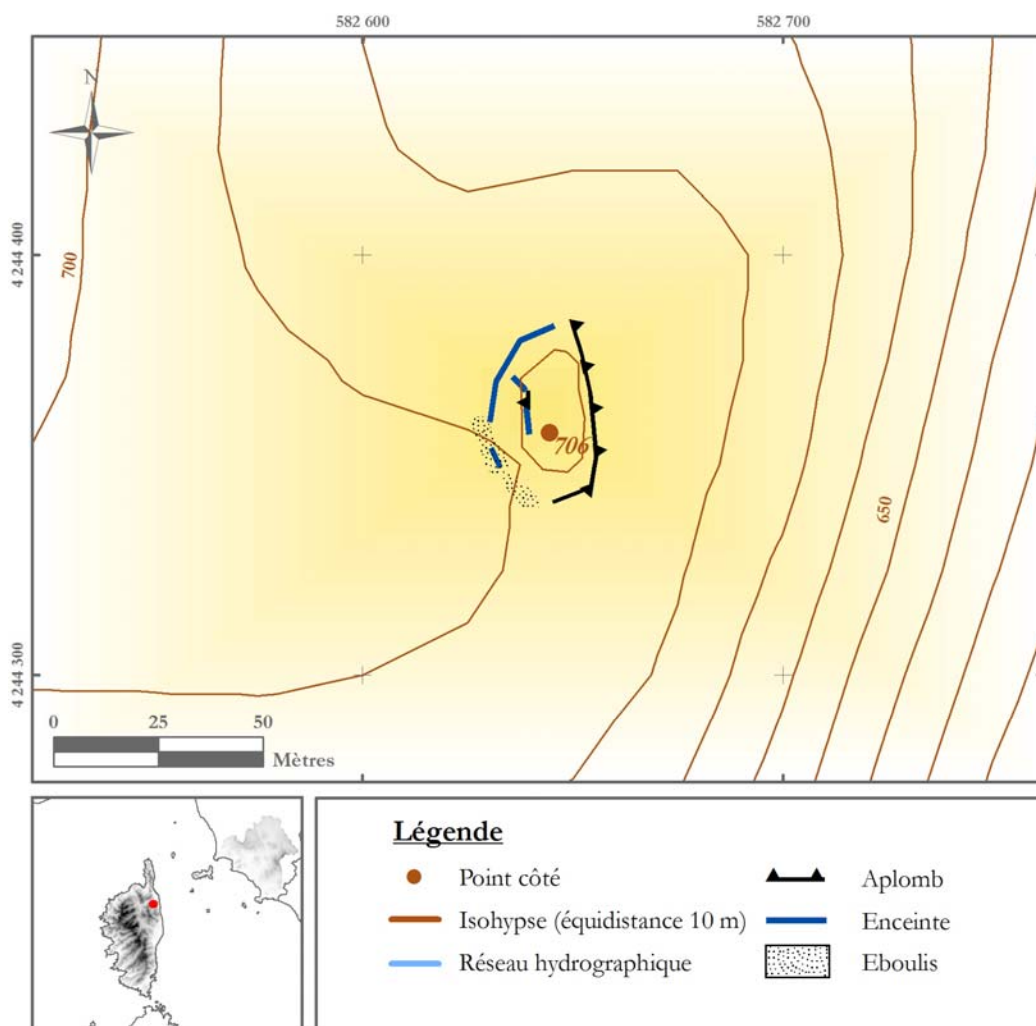 582 600
582 700
N
4 244 400
700
706
650
4 244 300
0 25 50
Mètres
Légende
Point côté
Isohypse (équidistance 10 m)
Réseau hydrographique
Aplomb
Enceinte
Eboulis